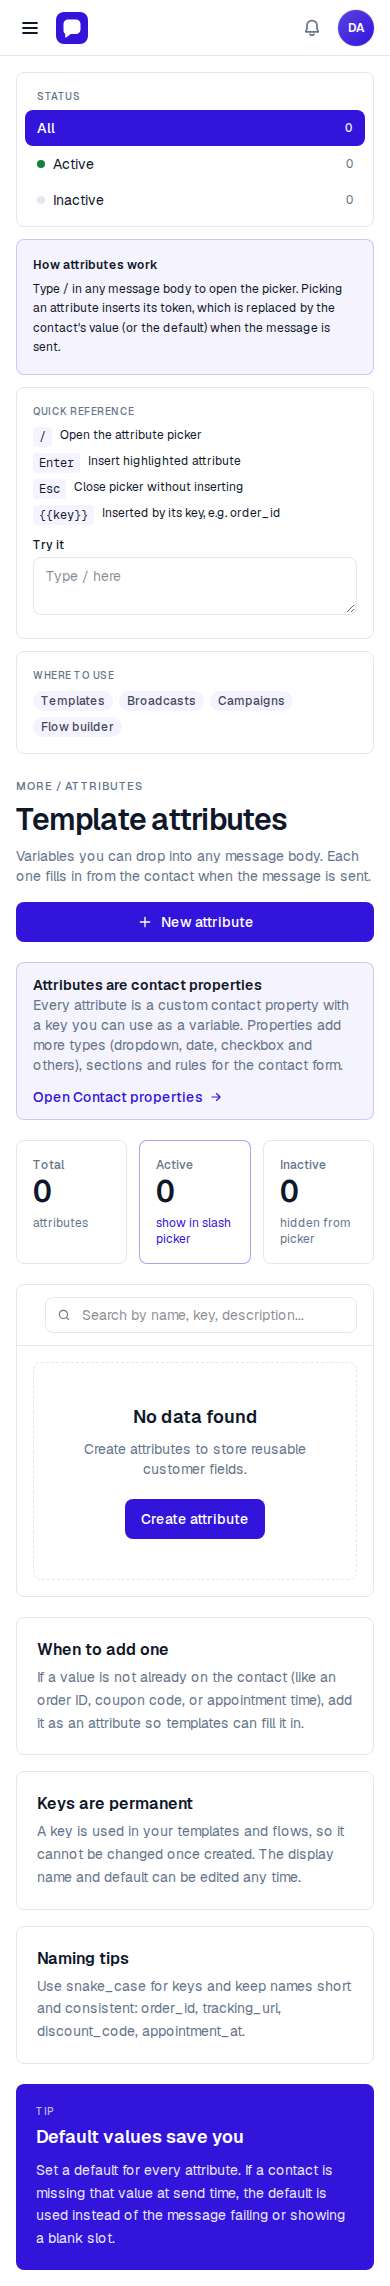 DA
STATUS
All 0
Active 0
Inactive 0
How attributes work
Type / in any message body to open the picker. Picking
an attribute inserts its token, which is replaced by the
contact's value (or the default) when the message is
sent.
QUICK REFERENCE
/ Open the attribute picker
Enter Insert highlighted attribute
Esc Close picker without inserting
{{key}} Inserted by its key, e.g. order_id
Try it
Type / here
WHERE TO USE
Templates Broadcasts Campaigns
Flow builder
MORE / ATTRIBUTES
Template attributes
Variables you can drop into any message body. Each
one fills in from the contact when the message is sent.
+ New attribute
Attributes are contact properties
Every attribute is a custom contact property with
a key you can use as a variable. Properties add
more types (dropdown, date, checkbox and
others), sections and rules for the contact form.
Open Contact properties →
Total Active Inactive
0 0 0
attributes show in slash hidden from
picker picker
Search by name, key, description...
No data found
Create attributes to store reusable
customer fields.
Create attribute
When to add one
If a value is not already on the contact (like an
order ID, coupon code, or appointment time), add
it as an attribute so templates can fill it in.
Keys are permanent
A key is used in your templates and flows, so it
cannot be changed once created. The display
name and default can be edited any time.
Naming tips
Use snake_case for keys and keep names short
and consistent: order_id, tracking_url,
discount_code, appointment_at.
TIP
Default values save you
Set a default for every attribute. If a contact is
missing that value at send time, the default is
used instead of the message failing or showing
a blank slot.